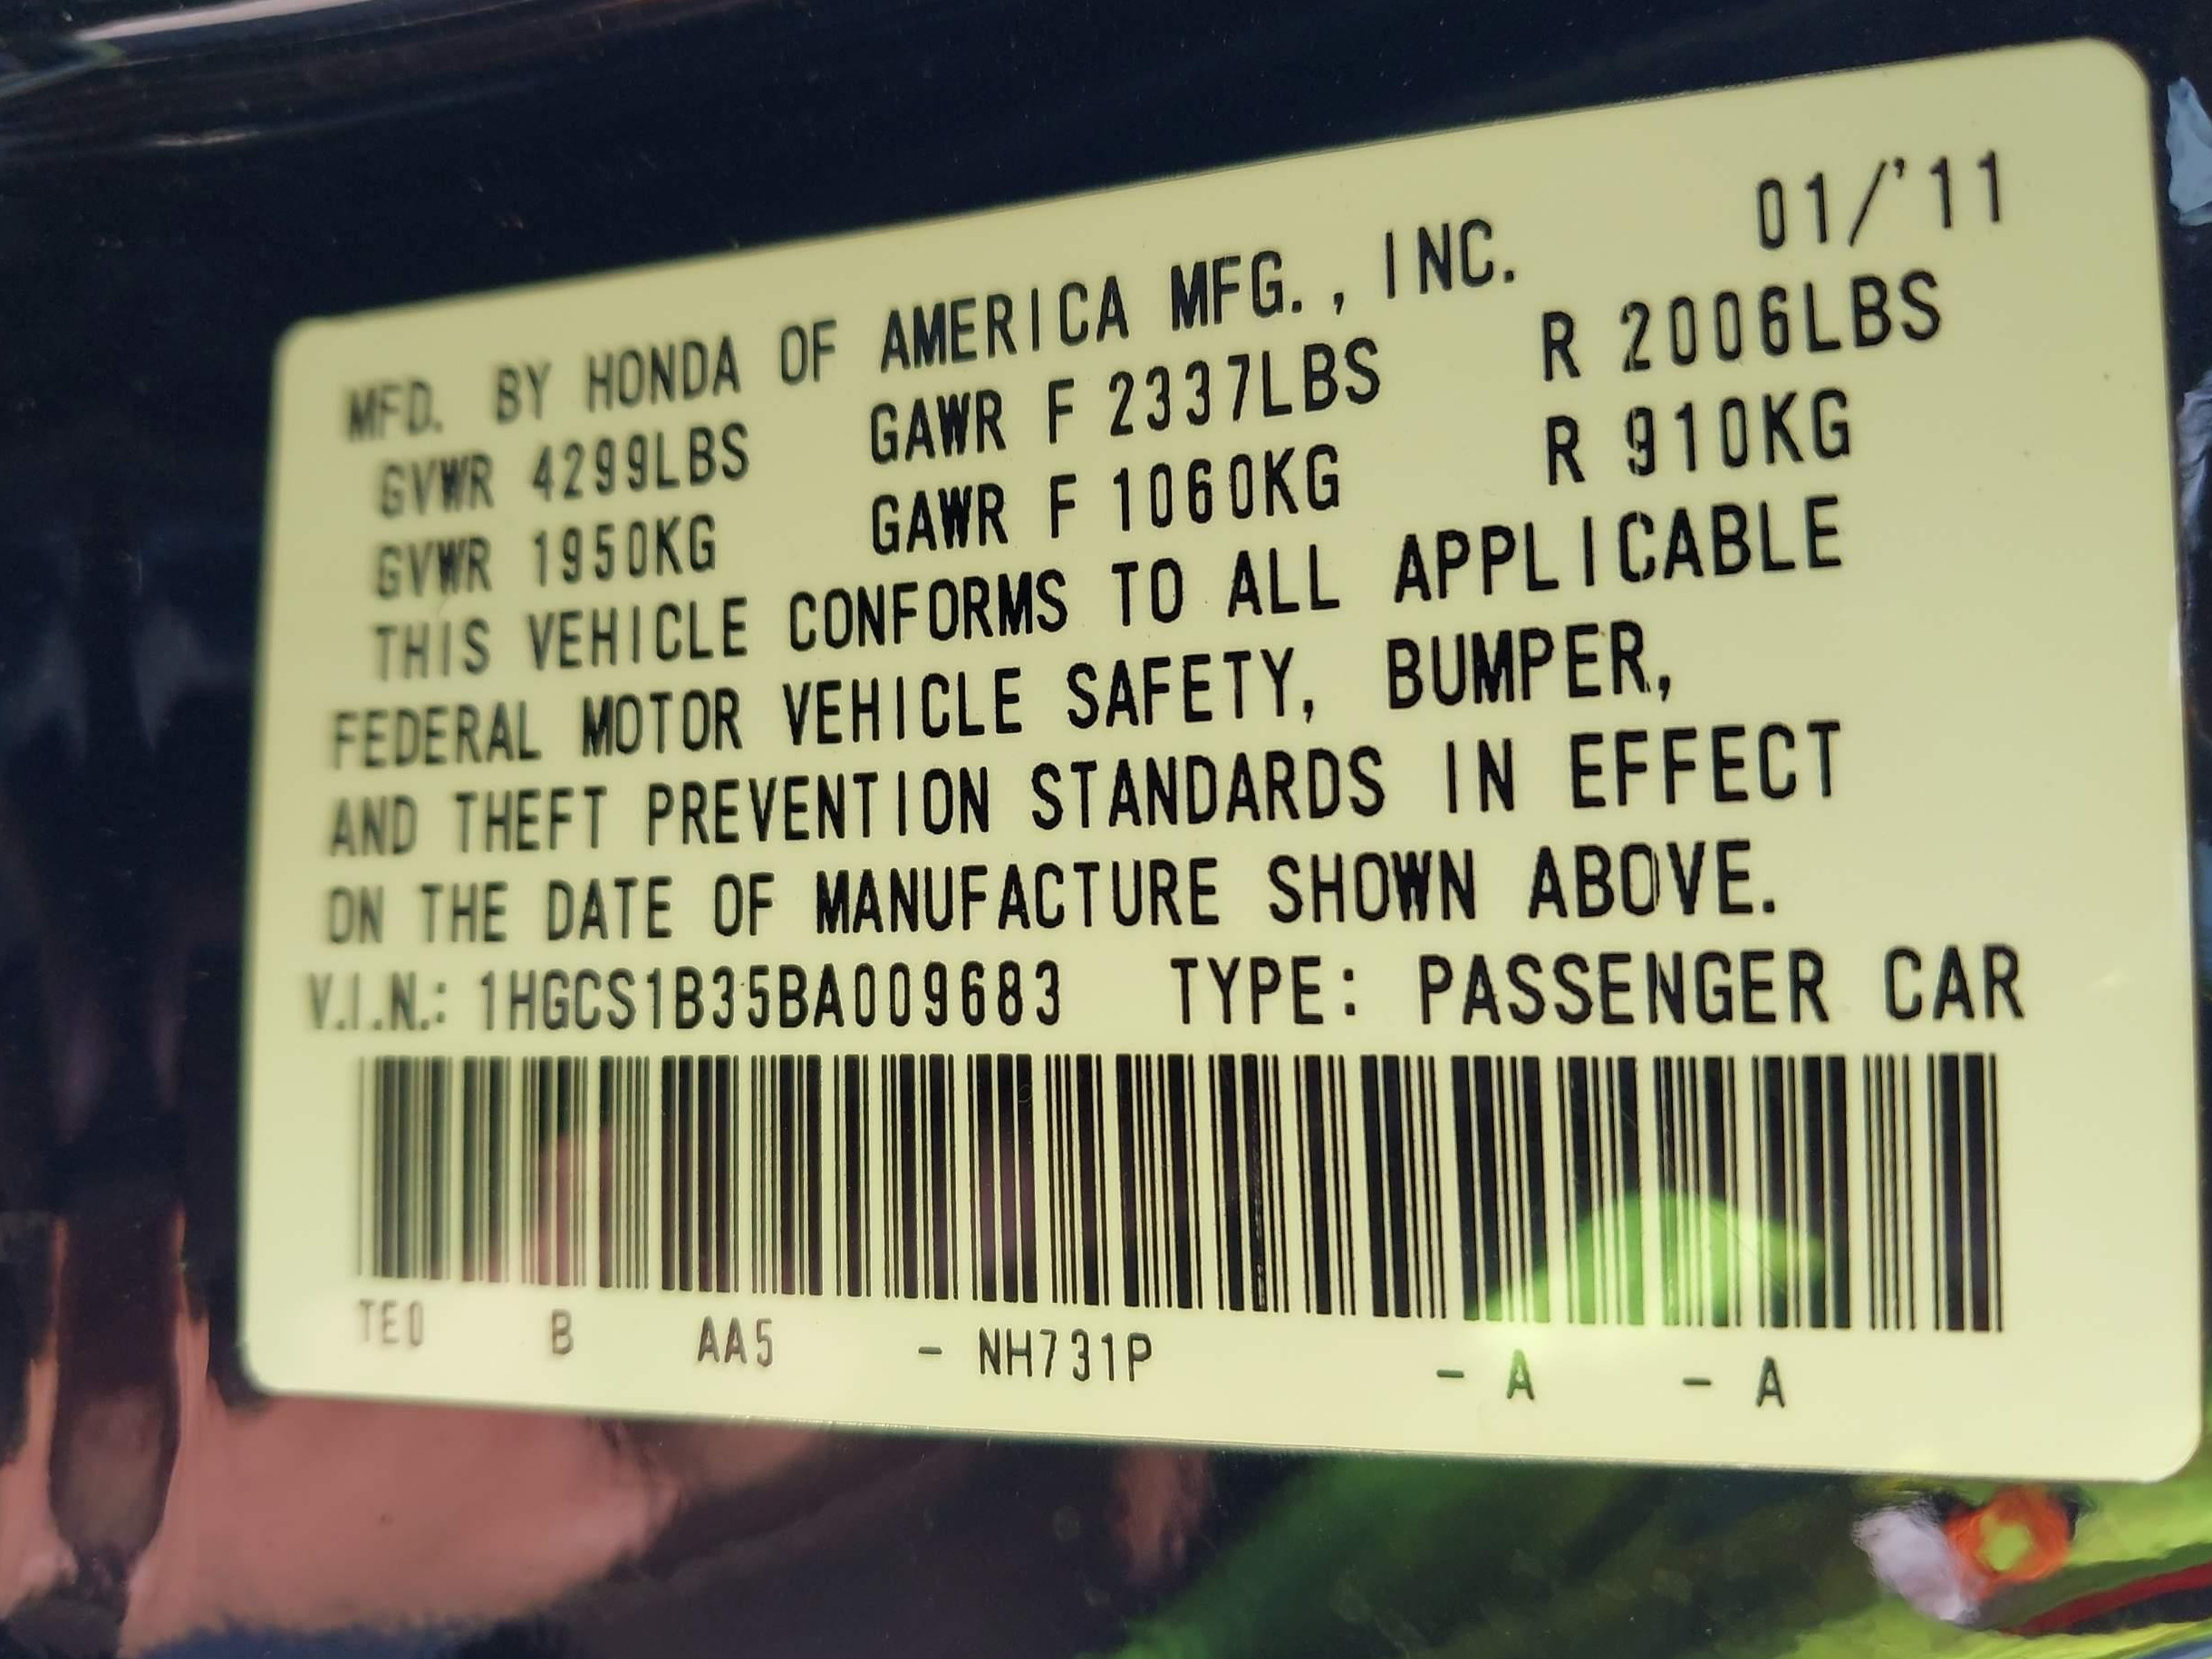 01/'11
MFD. BY HONDA OF AMERICA MFG., INC.
GVWR 4299LBS GAWR F 2337LBS R 2006LBS
GVWR 1950KG GAWR F 1060KG R 910KG
THIS VEHICLE CONFORMS TO ALL APPLICABLE
FEDERAL MOTOR VEHICLE SAFETY, BUMPER,
AND THEFT PREVENTION STANDARDS IN EFFECT
ON THE DATE OF MANUFACTURE SHOWN ABOVE.
V.I.N.: 1HGCS1B35BA009683 TYPE: PASSENGER CAR
TE0 B AA5 - NH731P - A - A